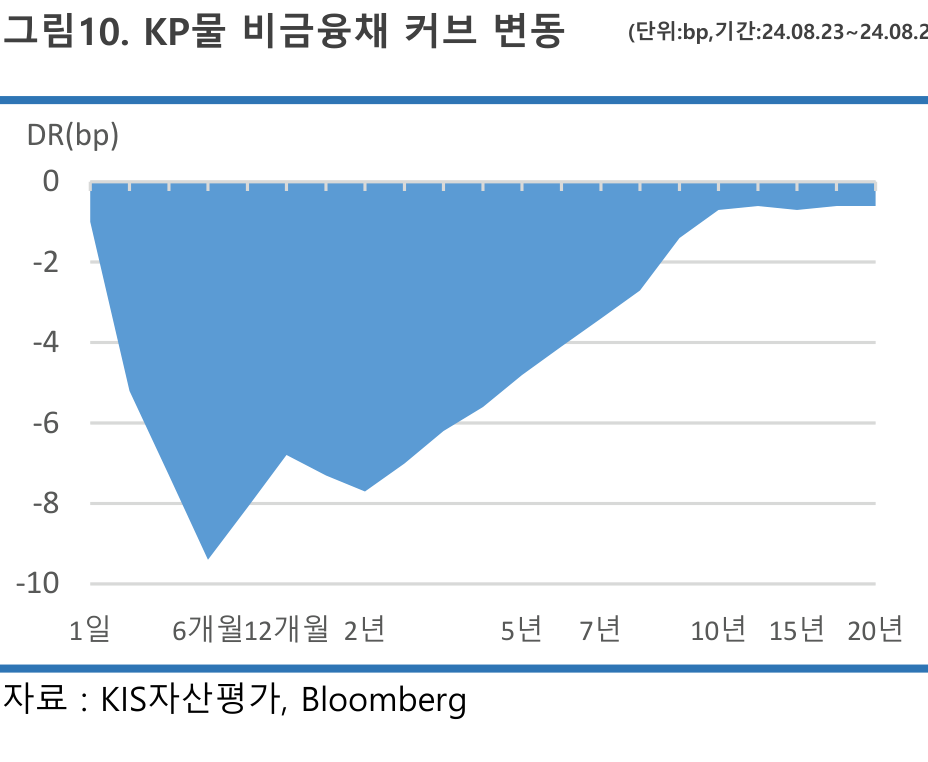 그림10. KP물 비금융채 커브 변동 (단위:bp,기간:24.08.23~24.08.2
DR(bp)
0
-2
-4
-6
-8
-10
1일 6개월 12개월 2년 5년 7년 10년 15년 20년
자료 : KIS자산평가, Bloomberg